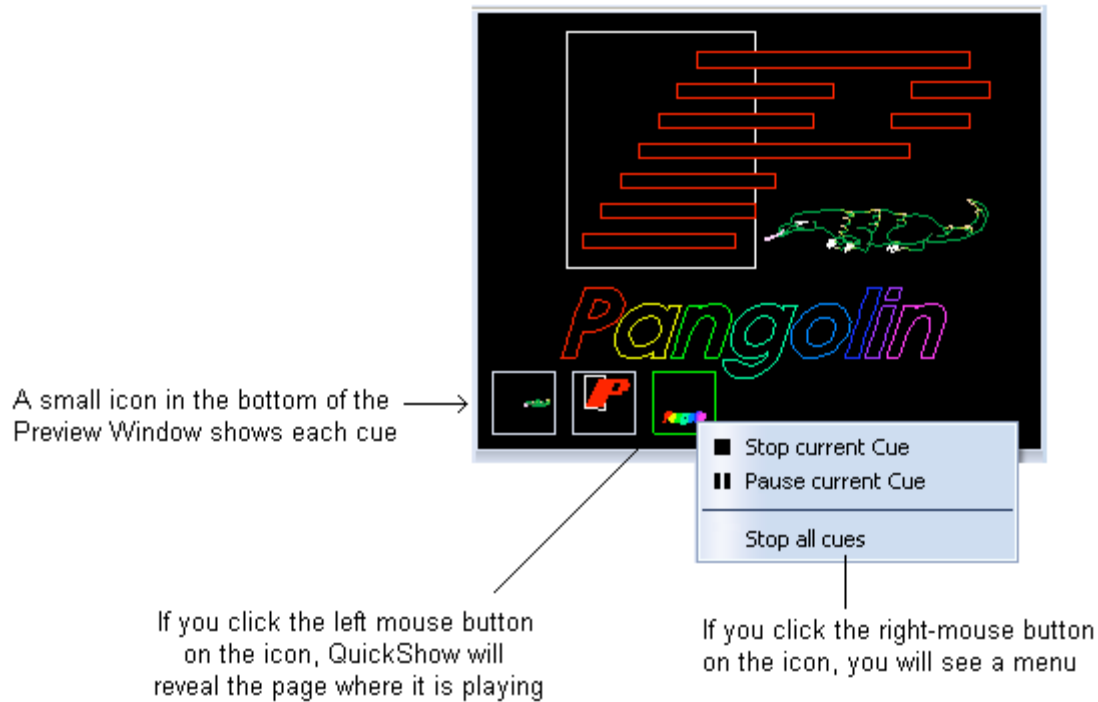 Pangolin
P
A small icon in the bottom of the
Preview Window shows each cue
Stop current Cue
Pause current Cue
Stop all cues
If you click the left mouse button
on the icon, QuickShow will
reveal the page where it is playing
If you click the right-mouse button
on the icon, you will see a menu